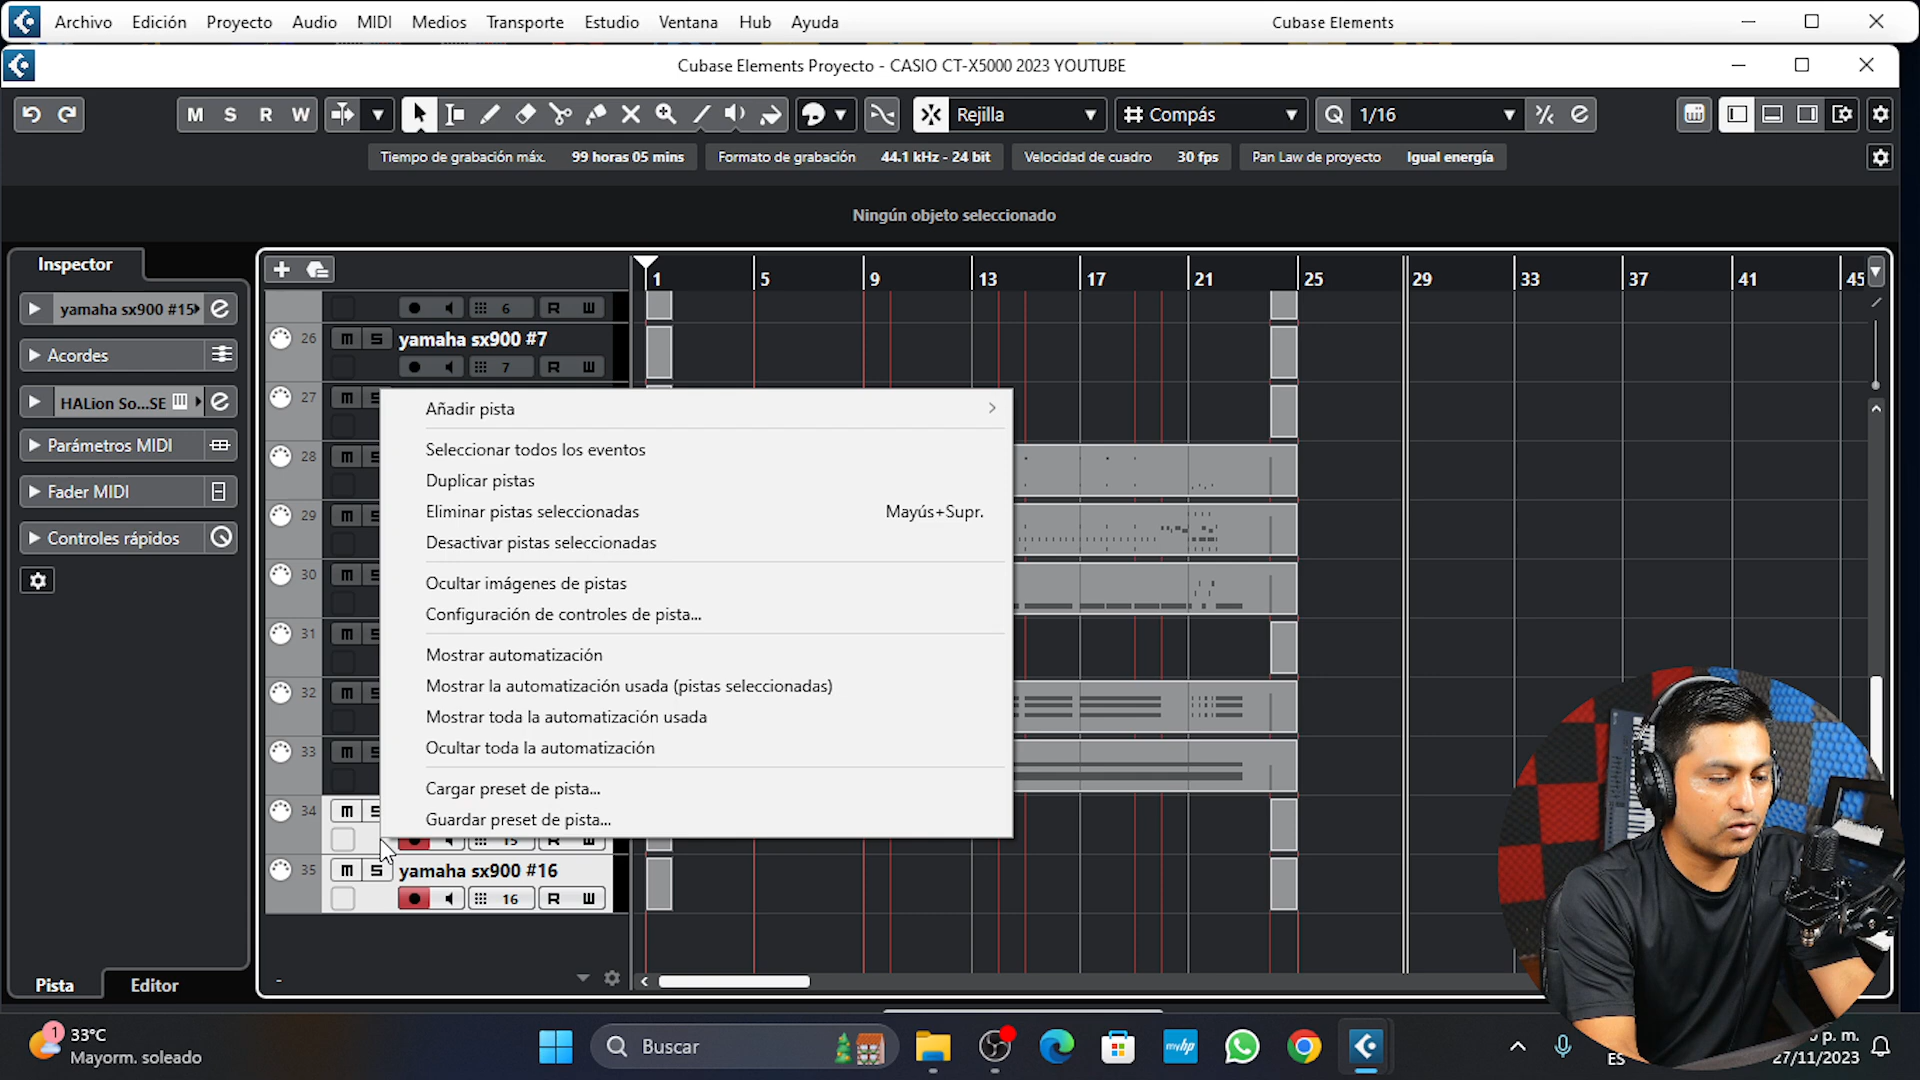 Archivo Edición Proyecto Audio MIDI Medios Transporte Estudio Ventana Hub Ayuda Cubase Elements
Cubase Elements Proyecto - CASIO CT-X5000 2023 YOUTUBE
M S R W Rejilla Compás Q 1/16
Tiempo de grabación máx. 99 horas 05 mins Formato de grabación 44.1 kHz - 24 bit Velocidad de cuadro 30 fps Pan Law de proyecto Igual energía
Ningún objeto seleccionado
Inspector
yamaha sx900 #15
Acordes
HALion So...SE
Parámetros MIDI
Fader MIDI
Controles rápidos
Pista Editor
1 5 9 13 17 21 25 29 33 37 41 45
6 R W
26 m S yamaha sx900 #7
7 R W
27 m S
28 m S
29 m S
30 m S
31 m S
32 m S
33 m S
34 m S
15 R W
35 m S yamaha sx900 #16
16 R W
Añadir pista
Seleccionar todos los eventos
Duplicar pistas
Eliminar pistas seleccionadas Mayús+Supr.
Desactivar pistas seleccionadas
Ocultar imágenes de pistas
Configuración de controles de pista...
Mostrar automatización
Mostrar la automatización usada (pistas seleccionadas)
Mostrar toda la automatización usada
Ocultar toda la automatización
Cargar preset de pista...
Guardar preset de pista...
1 33°C
Mayorm. soleado
Buscar
myhp
ES
p. m.
27/11/2023